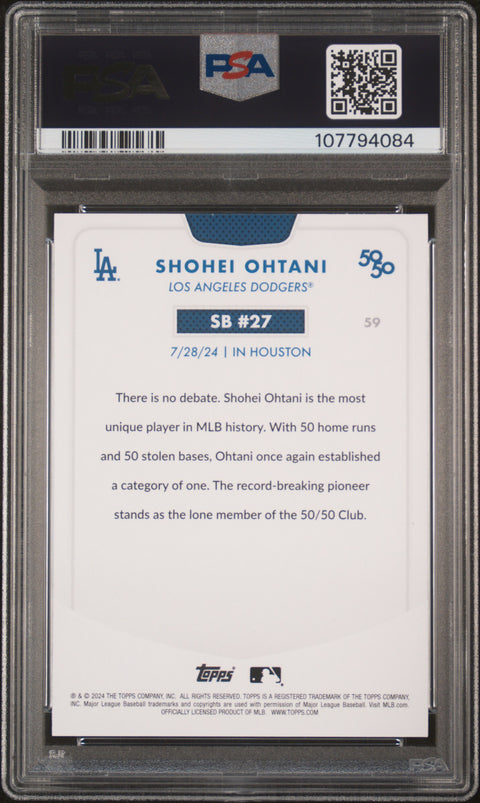 PSA
PSA
107794084
LA
SHOHEI OHTANI
50/50
LOS ANGELES DODGERS®
SB #27
59
7/28/24 | IN HOUSTON
There is no debate. Shohei Ohtani is the most
unique player in MLB history. With 50 home runs
and 50 stolen bases, Ohtani once again established
a category of one. The record-breaking pioneer
stands as the lone member of the 50/50 Club.
topps
® & © 2024 THE TOPPS COMPANY, INC. ALL RIGHTS RESERVED. TOPPS IS A REGISTERED TRADEMARK OF THE TOPPS COMPANY,
INC. Major League Baseball trademarks and copyrights are used with permission of Major League Baseball. Visit MLB.com.
OFFICIALLY LICENSED PRODUCT OF MLB. WWW.TOPPS.COM
PSA